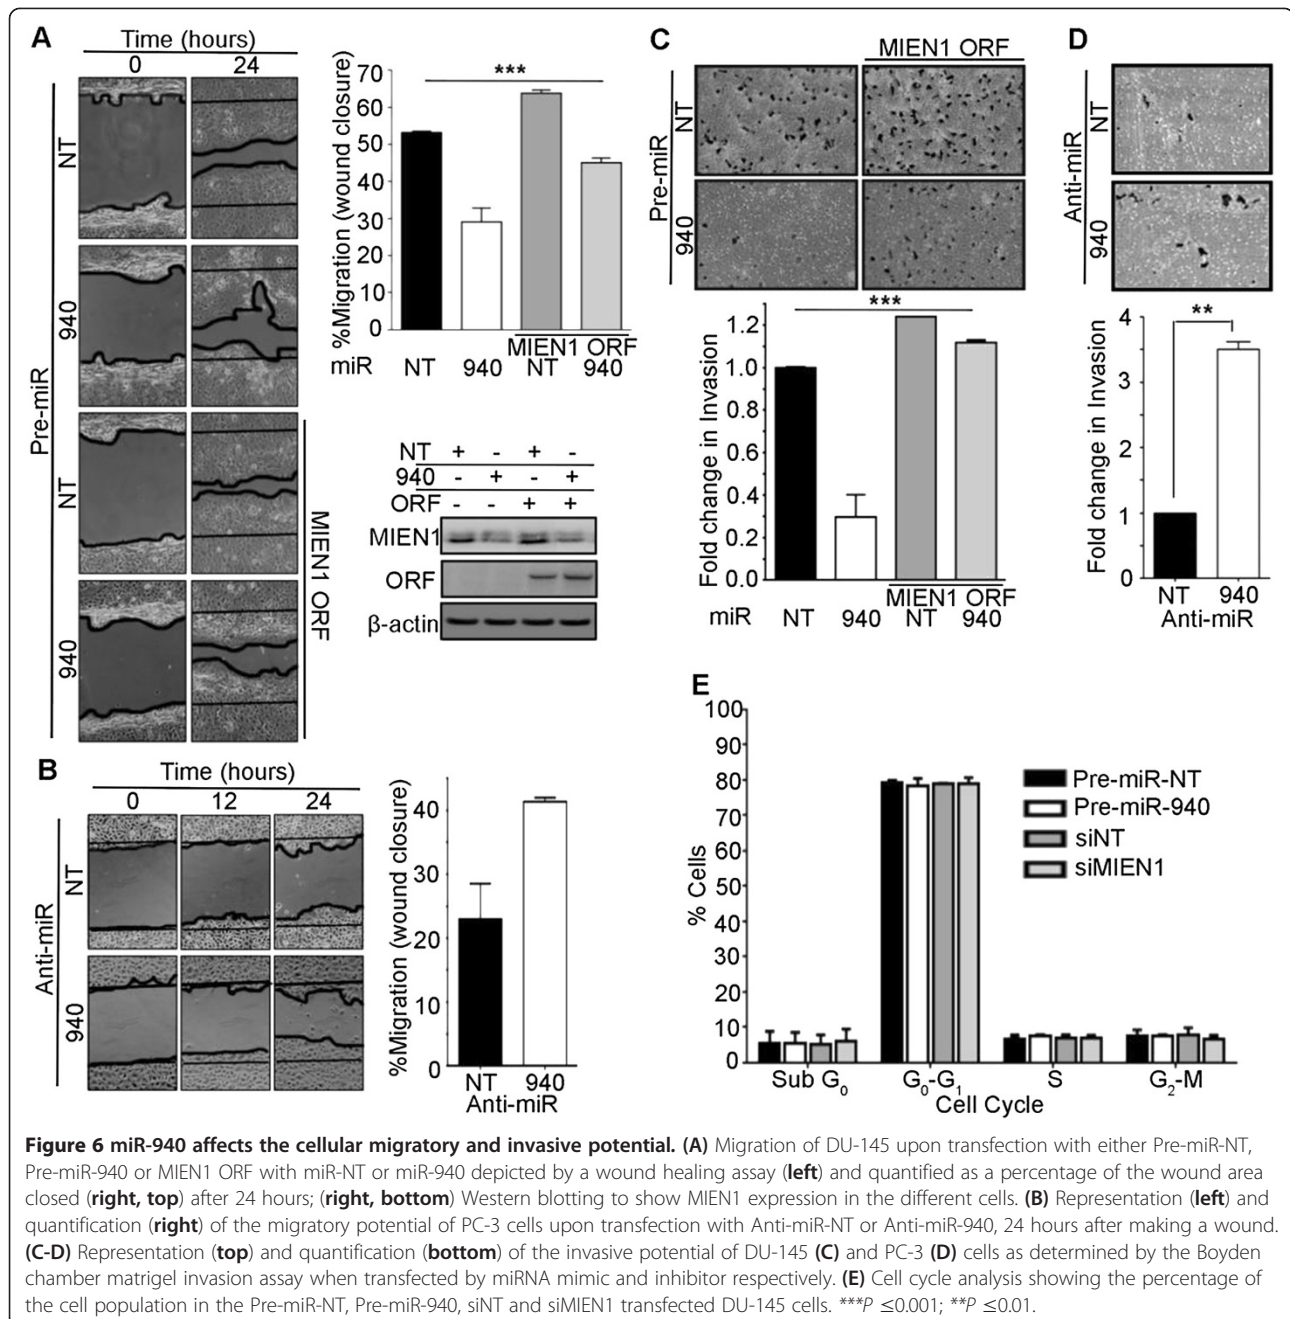 A
Time (hours)
0 24
Pre-miR
NT
940
NT
940
MIEN1 ORF
%Migration (wound closure)
70
60
50
40
30
20
10
0
***
miR NT 940 NT 940
MIEN1 ORF
NT + - + -
940 - + - +
ORF - - + +
MIEN1
ORF
β-actin
B
Time (hours)
0 12 24
Anti-miR
NT
940
%Migration (wound closure)
40
30
20
10
0
NT 940
Anti-miR
C
MIEN1 ORF
Pre-miR
NT
940
Fold change in Invasion
1.2
1.0
0.8
0.6
0.4
0.2
0.0
***
MIEN1 ORF
miR NT 940 NT 940
D
Anti-miR
NT
940
Fold change in Invasion
4
3
2
1
0
**
NT 940
Anti-miR
E
% Cells
100
90
80
70
60
50
40
30
20
10
0
Pre-miR-NT
Pre-miR-940
siNT
siMIEN1
Sub G₀ G₀-G₁ S G₂-M
Cell Cycle
Figure 6 miR-940 affects the cellular migratory and invasive potential. (A) Migration of DU-145 upon transfection with either Pre-miR-NT,
Pre-miR-940 or MIEN1 ORF with miR-NT or miR-940 depicted by a wound healing assay (left) and quantified as a percentage of the wound area
closed (right, top) after 24 hours; (right, bottom) Western blotting to show MIEN1 expression in the different cells. (B) Representation (left) and
quantification (right) of the migratory potential of PC-3 cells upon transfection with Anti-miR-NT or Anti-miR-940, 24 hours after making a wound.
(C-D) Representation (top) and quantification (bottom) of the invasive potential of DU-145 (C) and PC-3 (D) cells as determined by the Boyden
chamber matrigel invasion assay when transfected by miRNA mimic and inhibitor respectively. (E) Cell cycle analysis showing the percentage of
the cell population in the Pre-miR-NT, Pre-miR-940, siNT and siMIEN1 transfected DU-145 cells. ***P ≤0.001; **P ≤0.01.